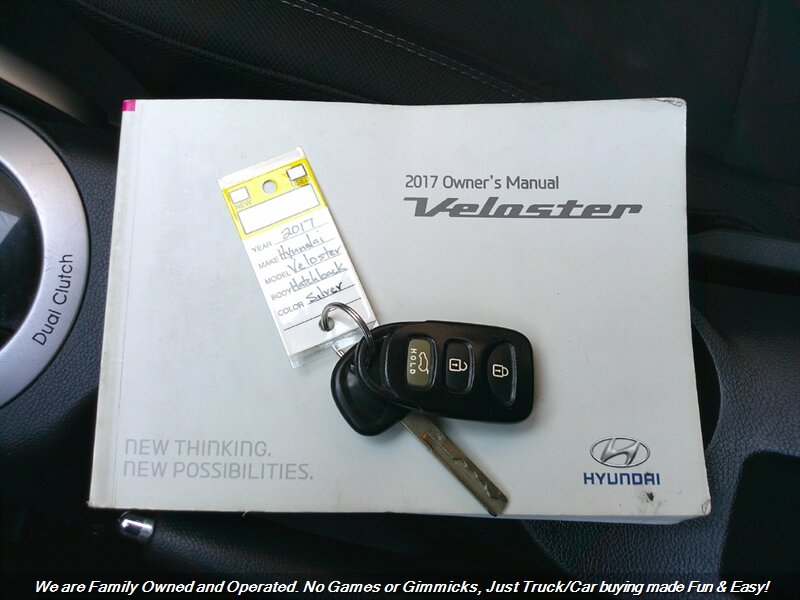 2017 Owner's Manual
Veloster
NEW
USED
YEAR 2017
MAKE Hyundai
MODEL Veloster
BODY Hatchback
COLOR Silver
Dual Clutch
HOLD
NEW THINKING.
NEW POSSIBILITIES.
HYUNDAI
We are Family Owned and Operated. No Games or Gimmicks, Just Truck/Car buying made Fun & Easy!